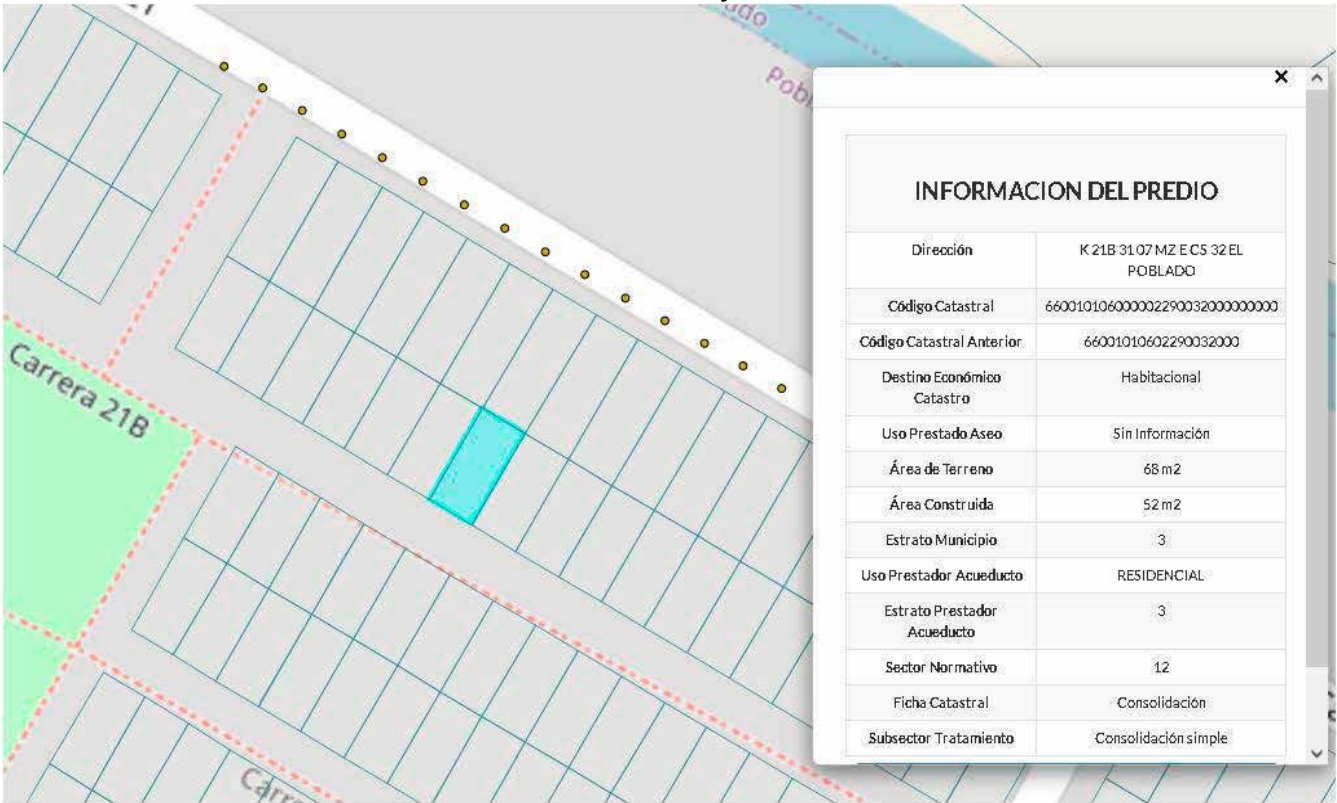 Carrera 21B
×
INFORMACION DEL PREDIO
Dirección
K 21B 31 07 MZ E CS 32 EL
POBLADO
Código Catastral
660010106000002290032000000000
Código Catastral Anterior
66001010602290032000
Destino Económico
Catastro
Habitacional
Uso Prestado Aseo
Sin Información
Área de Terreno
68 m2
Área Construida
52 m2
Estrato Municipio
3
Uso Prestador Acueducto
RESIDENCIAL
Estrato Prestador
Acueducto
3
Sector Normativo
12
Ficha Catastral
Consolidación
Subsector Tratamiento
Consolidación simple